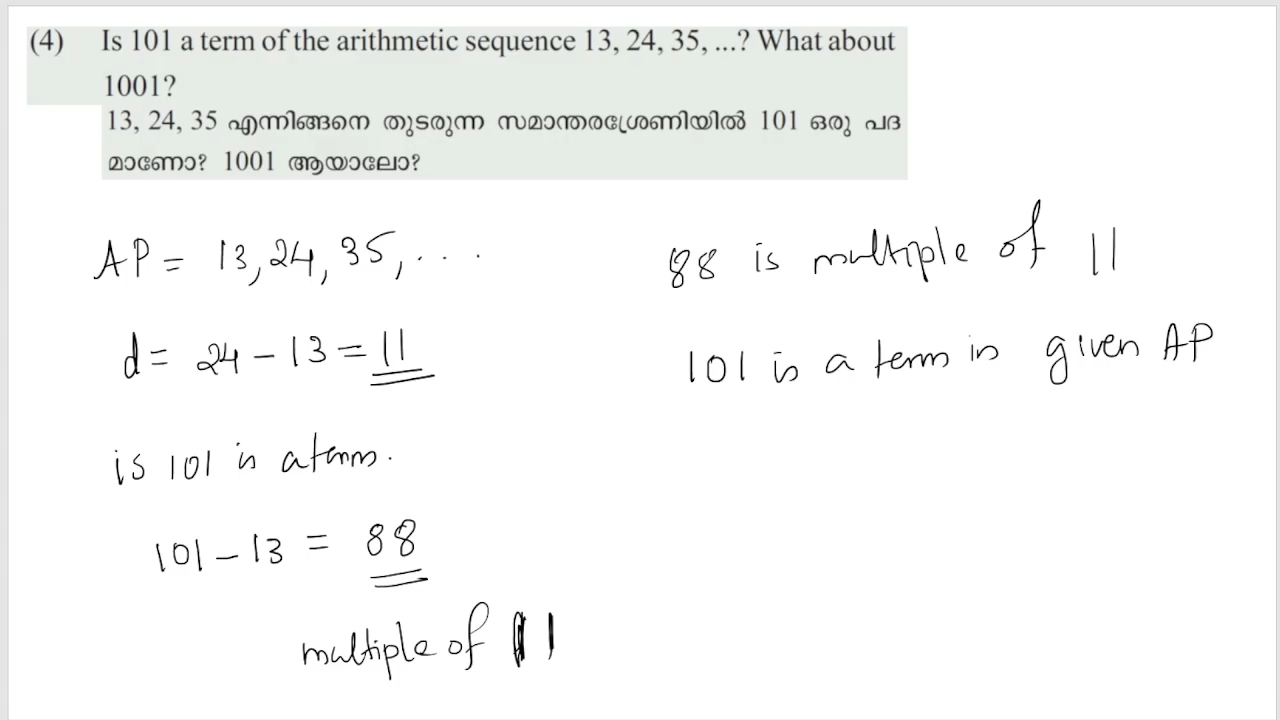 (4) Is 101 a term of the arithmetic sequence 13, 24, 35, ...? What about
1001?
13, 24, 35 എന്നിങ്ങനെ തുടരുന്ന സമാന്തരശ്രേണിയിൽ 101 ഒരു പദ
മാണോ? 1001 ആയാലോ?
AP = 13, 24, 35, ....
d = 24 - 13 = 11
is 101 is a term.
101 - 13 = 88
multiple of 11
88 is multiple of 11
101 is a term in given AP